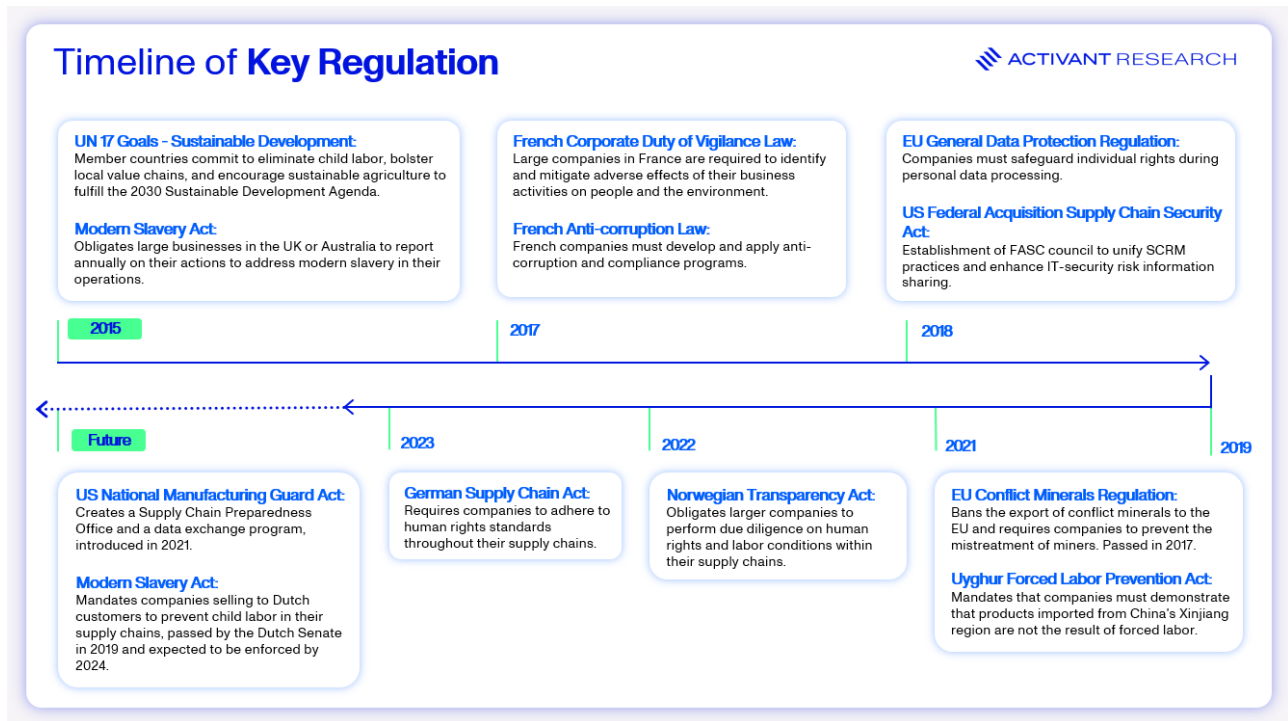 Timeline of Key Regulation
ACTIVANT RESEARCH
UN 17 Goals - Sustainable Development:
Member countries commit to eliminate child labor, bolster
local value chains, and encourage sustainable agriculture to
fulfill the 2030 Sustainable Development Agenda.
Modern Slavery Act:
Obligates large businesses in the UK or Australia to report
annually on their actions to address modern slavery in their
operations.
French Corporate Duty of Vigilance Law:
Large companies in France are required to identify
and mitigate adverse effects of their business
activities on people and the environment.
French Anti-corruption Law:
French companies must develop and apply anti-
corruption and compliance programs.
EU General Data Protection Regulation:
Companies must safeguard individual rights during
personal data processing.
US Federal Acquisition Supply Chain Security
Act:
Establishment of FASC council to unify SCRM
practices and enhance IT-security risk information
sharing.
2015
2017
2018
Future
2023
2022
2021
2019
US National Manufacturing Guard Act:
Creates a Supply Chain Preparedness
Office and a data exchange program,
introduced in 2021.
Modern Slavery Act:
Mandates companies selling to Dutch
customers to prevent child labor in their
supply chains, passed by the Dutch Senate
in 2019 and expected to be enforced by
2024.
German Supply Chain Act:
Requires companies to adhere to
human rights standards
throughout their supply chains.
Norwegian Transparency Act:
Obligates larger companies to
perform due diligence on human
rights and labor conditions within
their supply chains.
EU Conflict Minerals Regulation:
Bans the export of conflict minerals to the
EU and requires companies to prevent the
mistreatment of miners. Passed in 2017.
Uyghur Forced Labor Prevention Act:
Mandates that companies must demonstrate
that products imported from China's Xinjiang
region are not the result of forced labor.